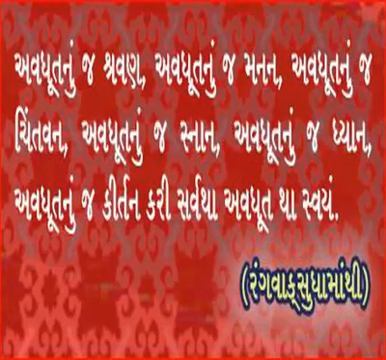 અવધૂતનું જ શ્રવણ, અવધૂતનું જ મનન, અવધૂતનું જ
ચિંતવન, અવધૂતનું જ સ્નાન, અવધૂતનું જ ધ્યાન,
અવધૂતનું જ કીર્તન કરી સર્વથા અવધૂત થા સ્વયં.
(રંગવાક્સુધામાંથી)